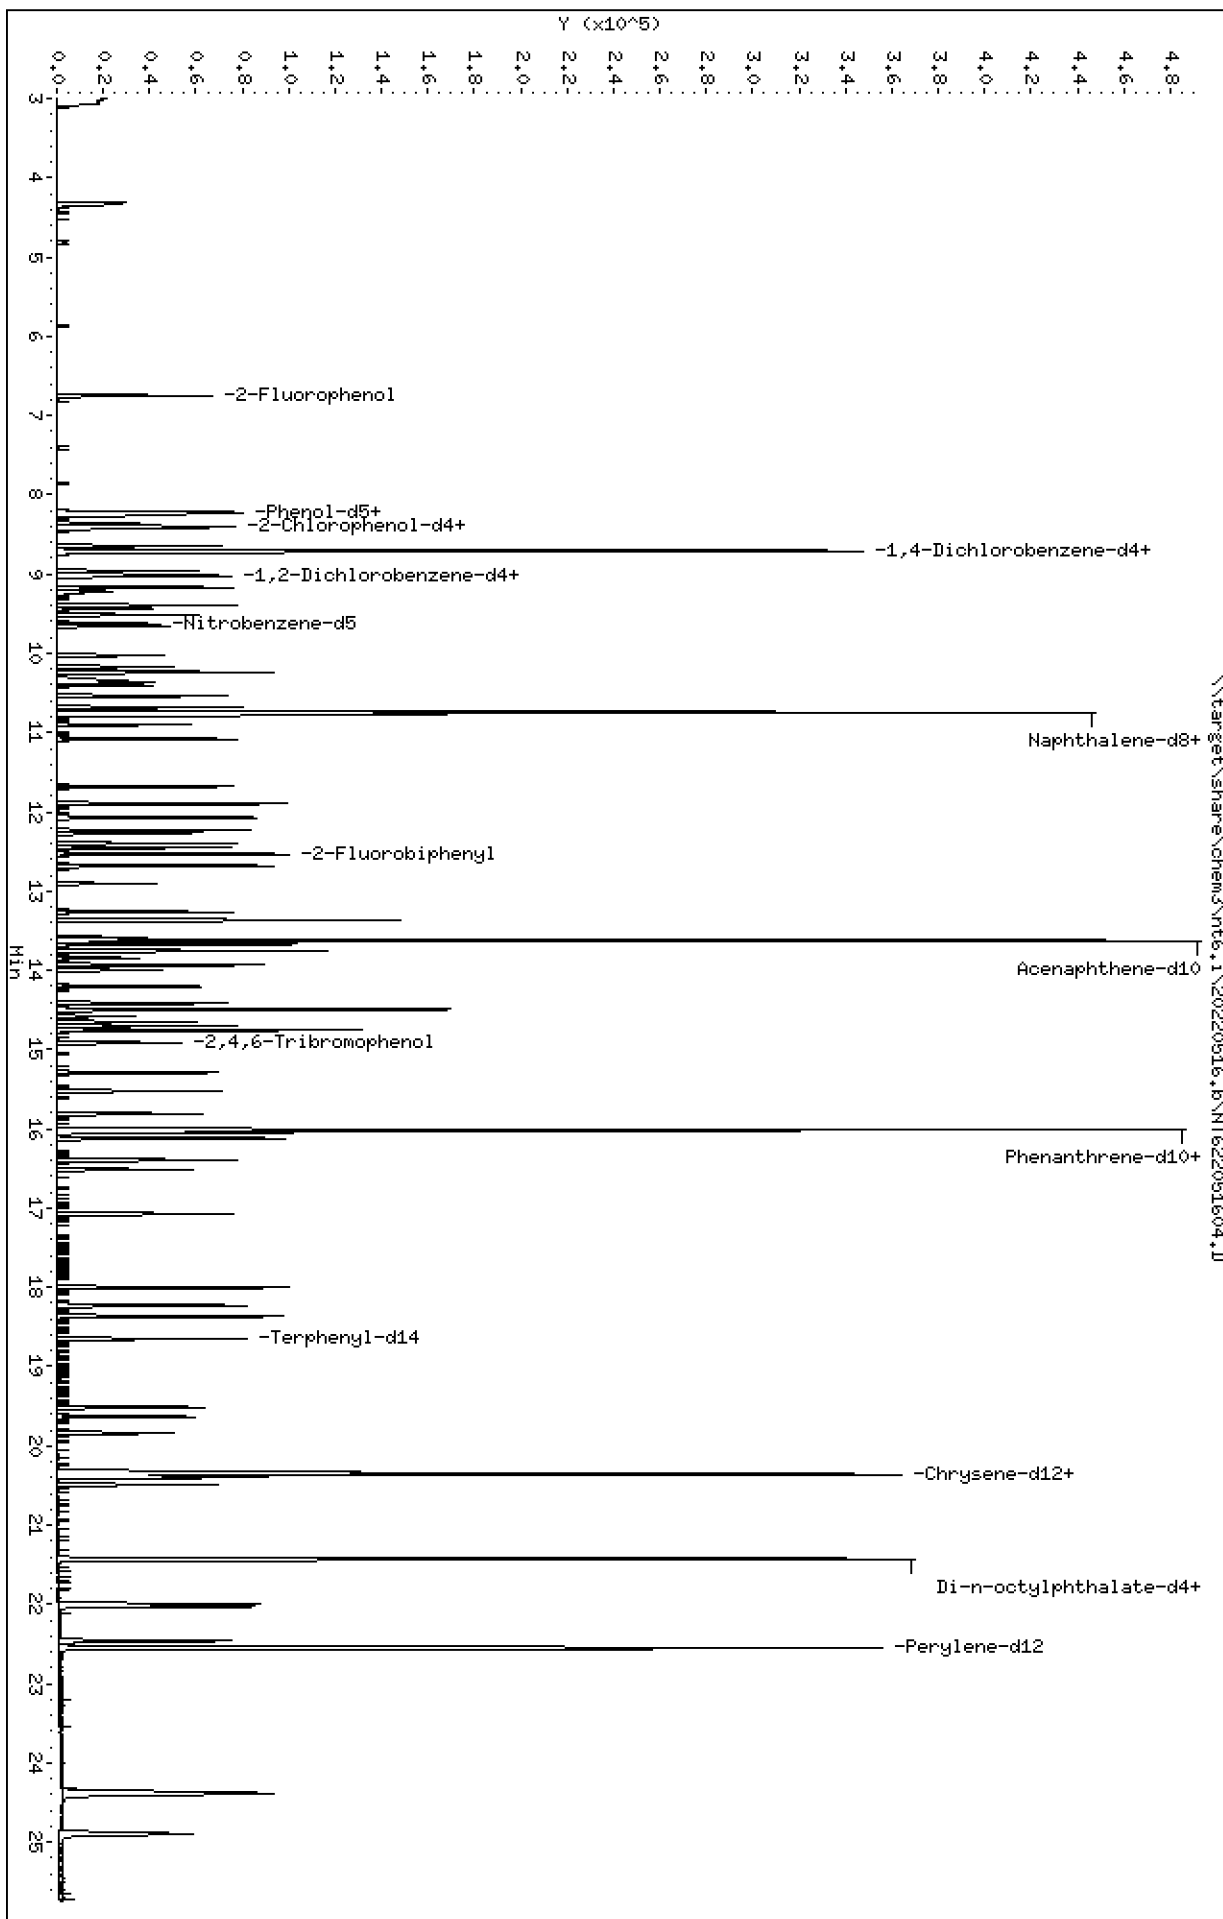 Y (x10^5)
0.0
0.2
0.4
0.6
0.8
1.0
1.2
1.4
1.6
1.8
2.0
2.2
2.4
2.6
2.8
3.0
3.2
3.4
3.6
3.8
4.0
4.2
4.4
4.6
4.8
3
4
5
6
7
8
9
10
11
12
13
14
15
16
17
18
19
20
21
22
23
24
25
Min
-2-Fluorophenol
-Phenol-d5+
-2-Chlorophenol-d4+
-1,4-Dichlorobenzene-d4+
-1,2-Dichlorobenzene-d4+
-Nitrobenzene-d5
Naphthalene-d8+
-2-Fluorobiphenyl
Acenaphthene-d10
-2,4,6-Tribromophenol
Phenanthrene-d10+
-Terphenyl-d14
-Chrysene-d12+
Di-n-octylphthalate-d4+
-Perylene-d12
\\target\share\chem3\nt6.i\20220516.b\NT622051604.D